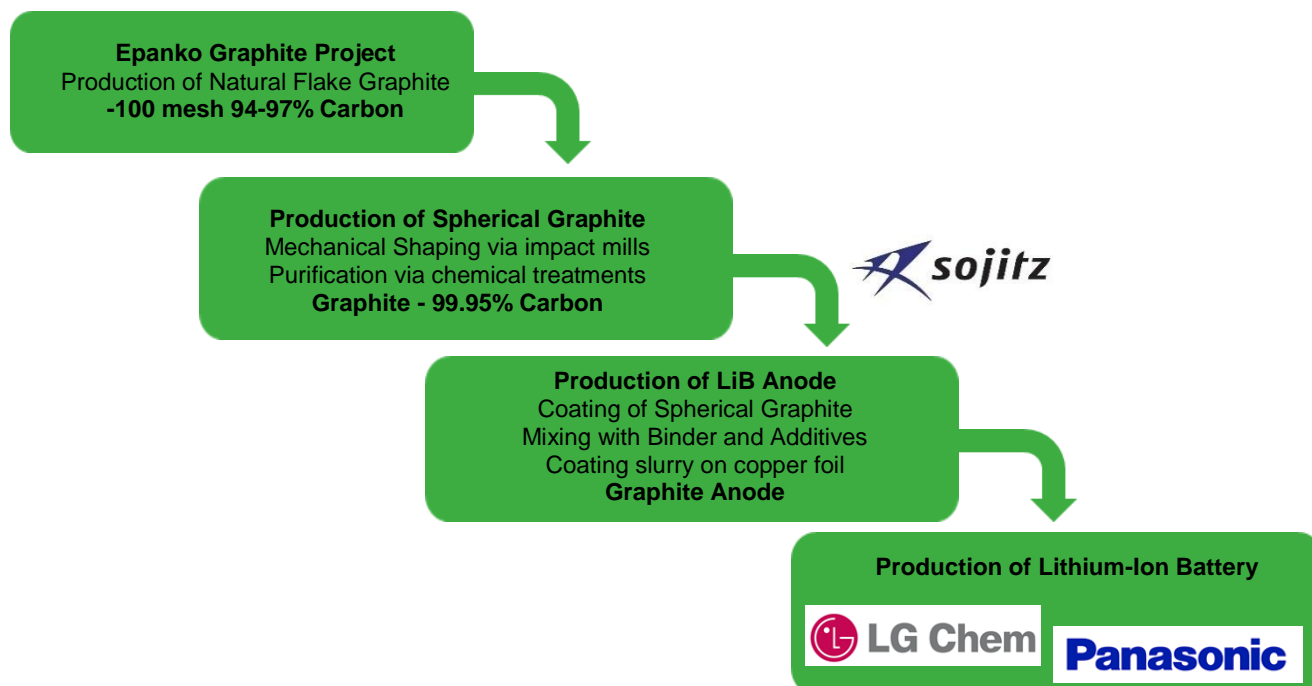 Epanko Graphite Project
Production of Natural Flake Graphite
-100 mesh 94-97% Carbon
Production of Spherical Graphite
Mechanical Shaping via impact mills
Purification via chemical treatments
Graphite - 99.95% Carbon
sojitz
Production of LiB Anode
Coating of Spherical Graphite
Mixing with Binder and Additives
Coating slurry on copper foil
Graphite Anode
Production of Lithium-Ion Battery
LG LG Chem
Panasonic